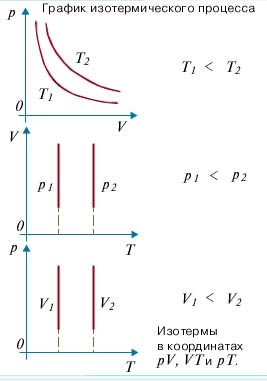 График изотермического процесса
p
T₂
T₁
0
V
T₁ < T₂
V
p₁
p₂
0
T
p₁ < p₂
p
V₁
V₂
0
T
V₁ < V₂
Изотермы
в координатах
pV, VT и pT.